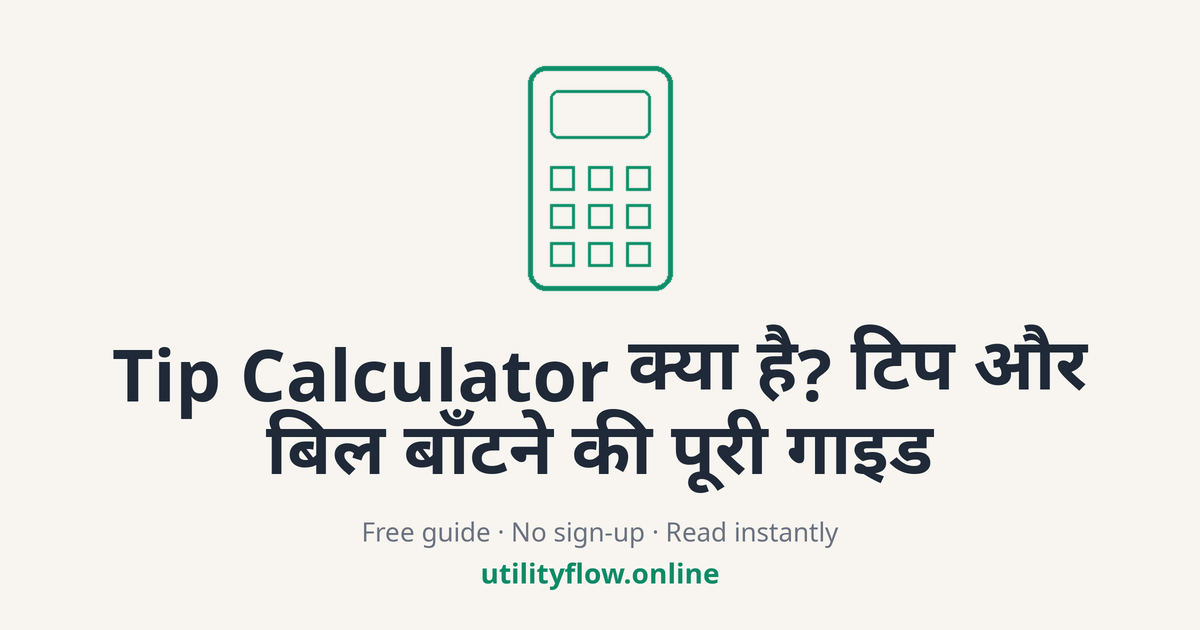 Tip Calculator क्या है? टिप और
बिल बाँटने की पूरी गाइड
Free guide · No sign-up · Read instantly
utilityflow.online